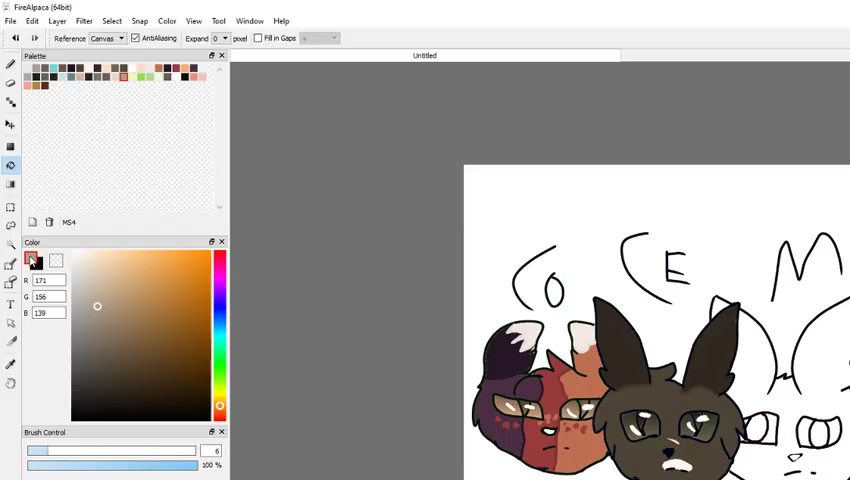 FireAlpaca (64bit)
File Edit Layer Filter Select Snap Color View Tool Window Help
Reference Canvas AntiAliasing Expand 0 pixel Fill in Gaps
Untitled
Palette
MS4
Color
R 171
G 156
B 139
Brush Control
6
100 %
CO CE M
T